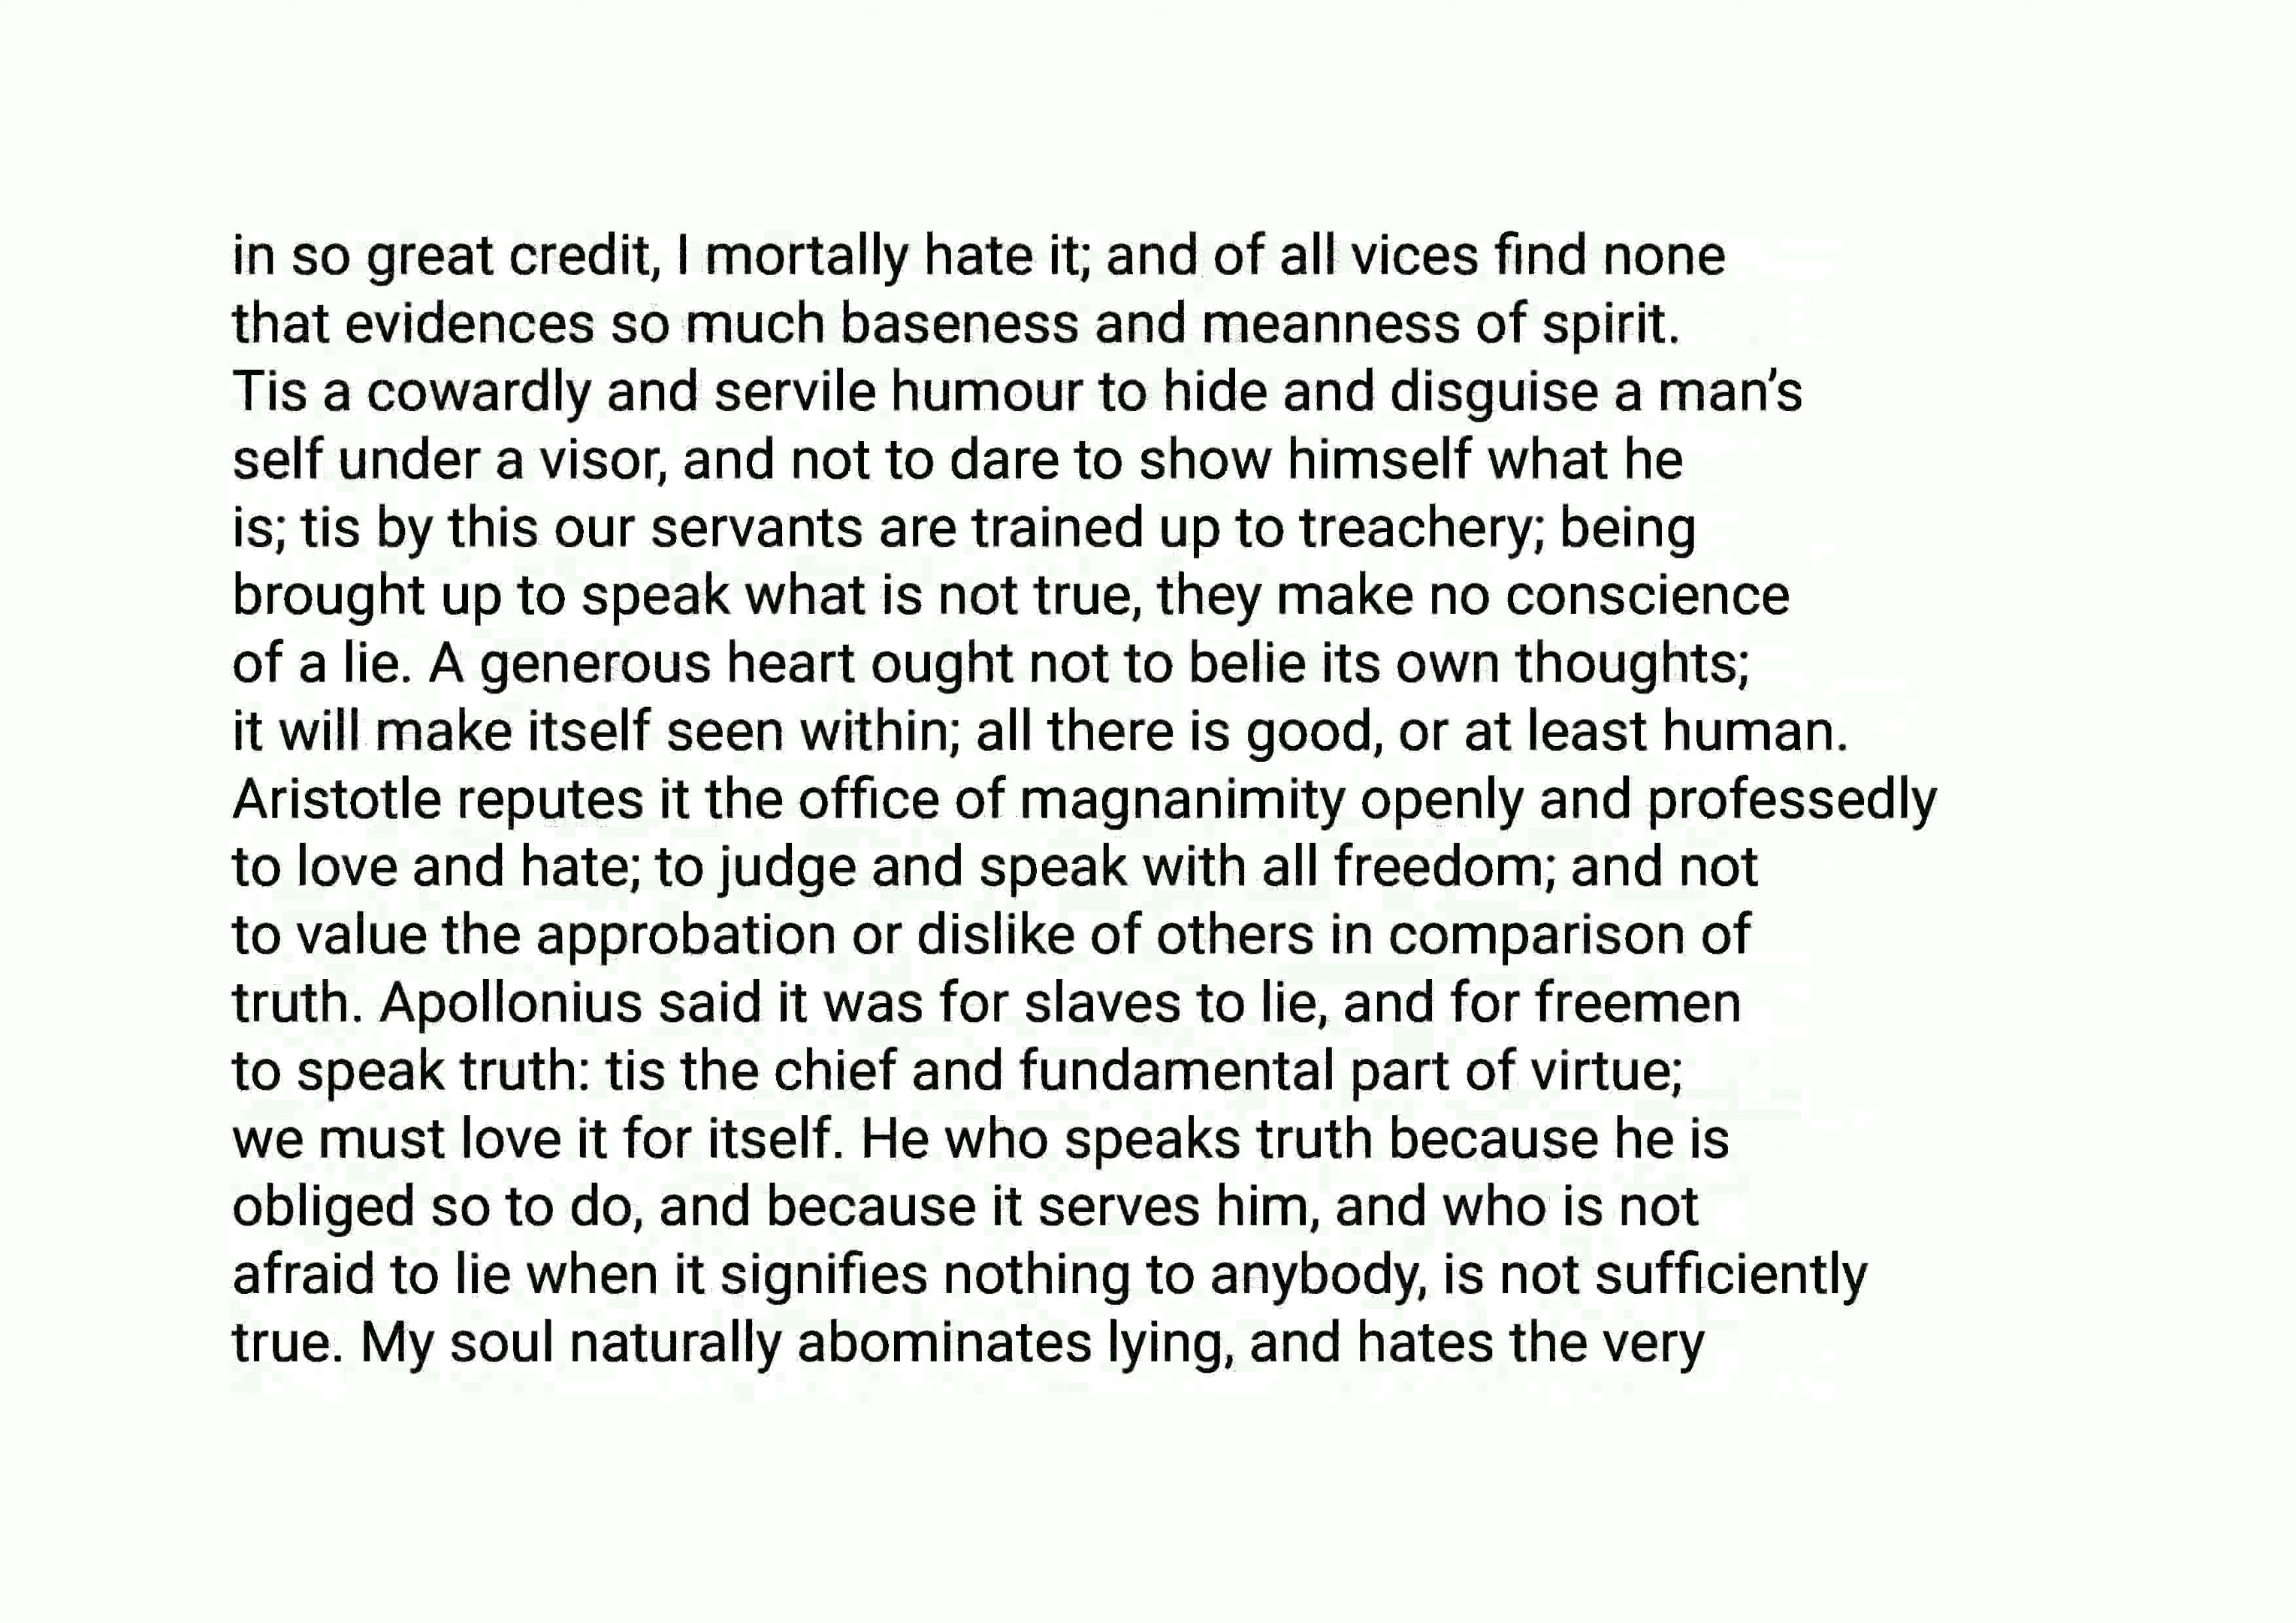 in so great credit, I mortally hate it; and of all vices find none
that evidences so much baseness and meanness of spirit.
Tis a cowardly and servile humour to hide and disguise a man's
self under a visor, and not to dare to show himself what he
is; tis by this our servants are trained up to treachery; being
brought up to speak what is not true, they make no conscience
of a lie. A generous heart ought not to belie its own thoughts;
it will make itself seen within; all there is good, or at least human.
Aristotle reputes it the office of magnanimity openly and professedly
to love and hate; to judge and speak with all freedom; and not
to value the approbation or dislike of others in comparison of
truth. Apollonius said it was for slaves to lie, and for freemen
to speak truth: tis the chief and fundamental part of virtue;
we must love it for itself. He who speaks truth because he is
obliged so to do, and because it serves him, and who is not
afraid to lie when it signifies nothing to anybody, is not sufficiently
true. My soul naturally abominates lying, and hates the very